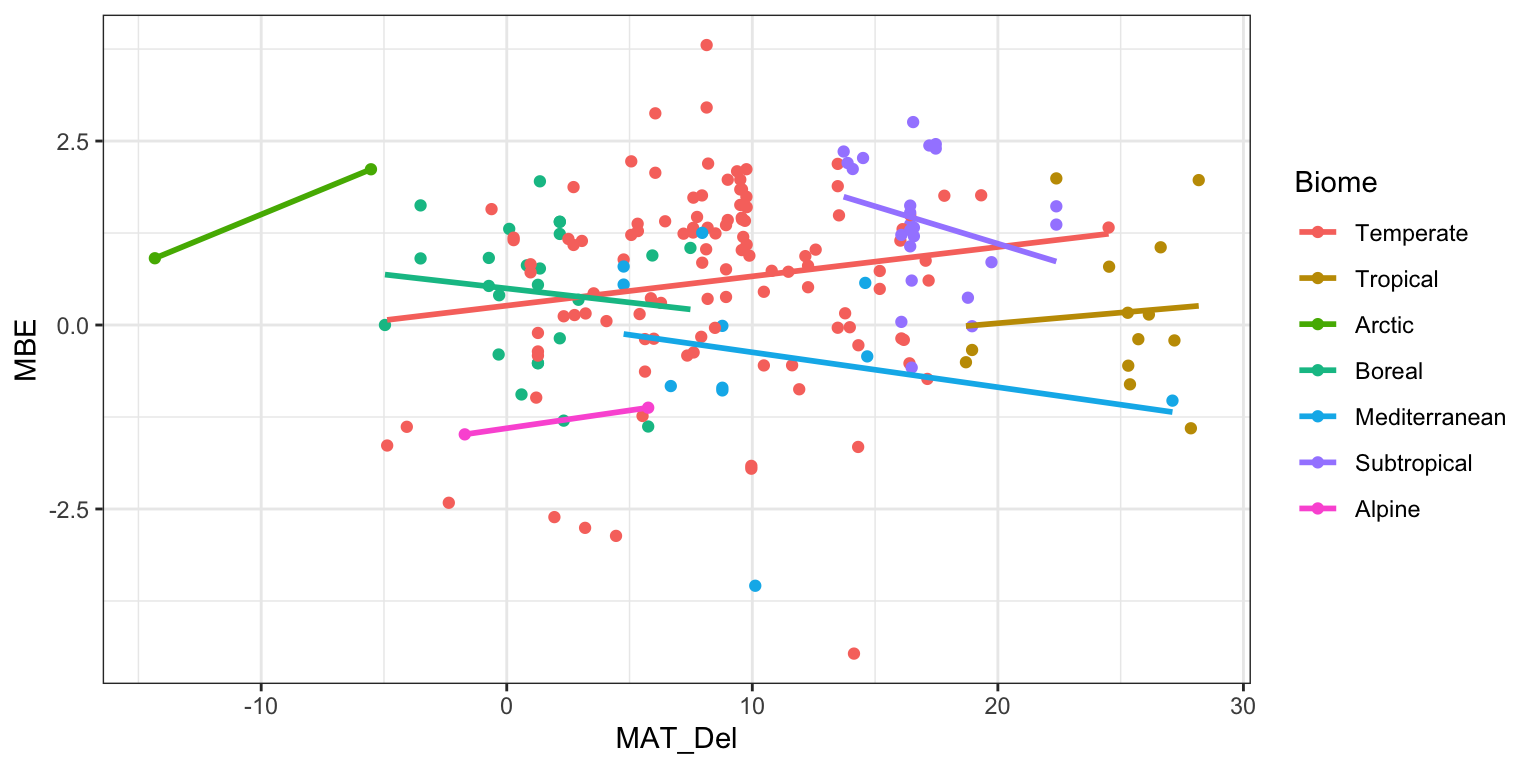 MBE
2.5
0.0
-2.5
-10
0
10
20
30
MAT_Del
Biome
Temperate
Tropical
Arctic
Boreal
Mediterranean
Subtropical
Alpine